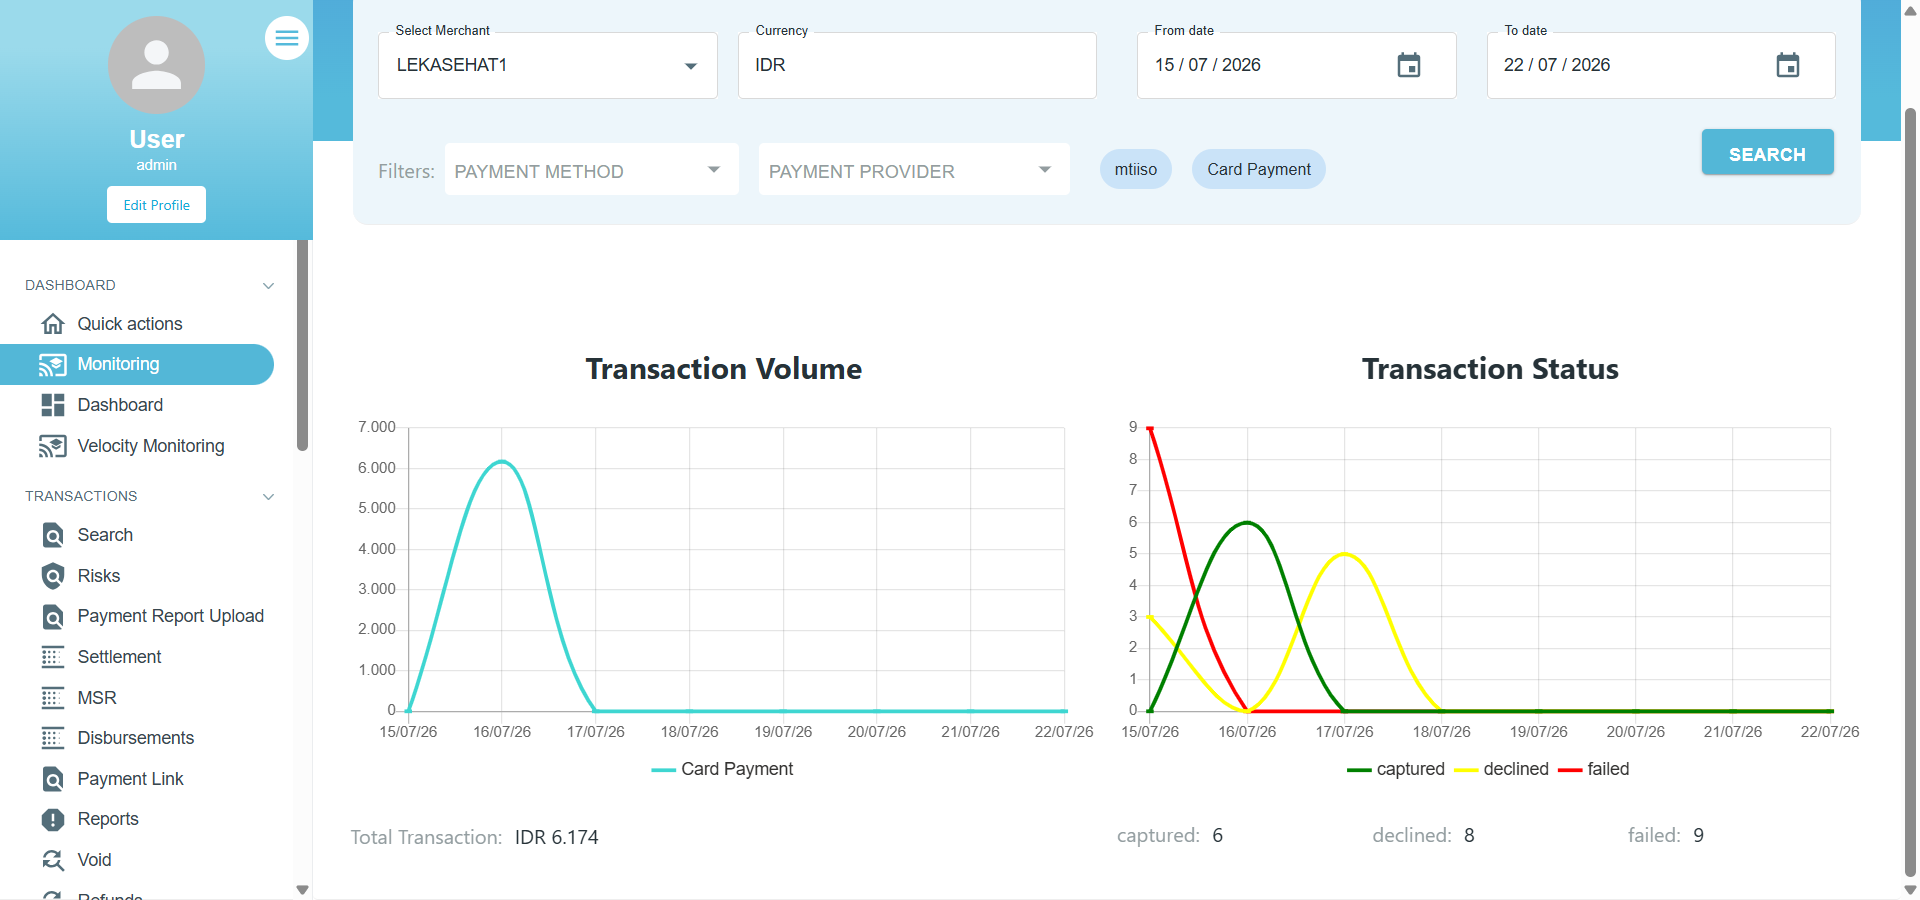 User
admin
Edit Profile
DASHBOARD
Quick actions
Monitoring
Dashboard
Velocity Monitoring
TRANSACTIONS
Search
Risks
Payment Report Upload
Settlement
MSR
Disbursements
Payment Link
Reports
Void
Refunds
Select Merchant
LEKASEHAT1
Currency
IDR
From date
15 / 07 / 2026
To date
22 / 07 / 2026
Filters:
PAYMENT METHOD
PAYMENT PROVIDER
mtiiso
Card Payment
SEARCH
Transaction Volume
7.000
6.000
5.000
4.000
3.000
2.000
1.000
0
15/07/26 16/07/26 17/07/26 18/07/26 19/07/26 20/07/26 21/07/26 22/07/26
Card Payment
Total Transaction: IDR 6.174
Transaction Status
9
8
7
6
5
4
3
2
1
0
15/07/26 16/07/26 17/07/26 18/07/26 19/07/26 20/07/26 21/07/26 22/07/26
captured declined failed
captured: 6 declined: 8 failed: 9